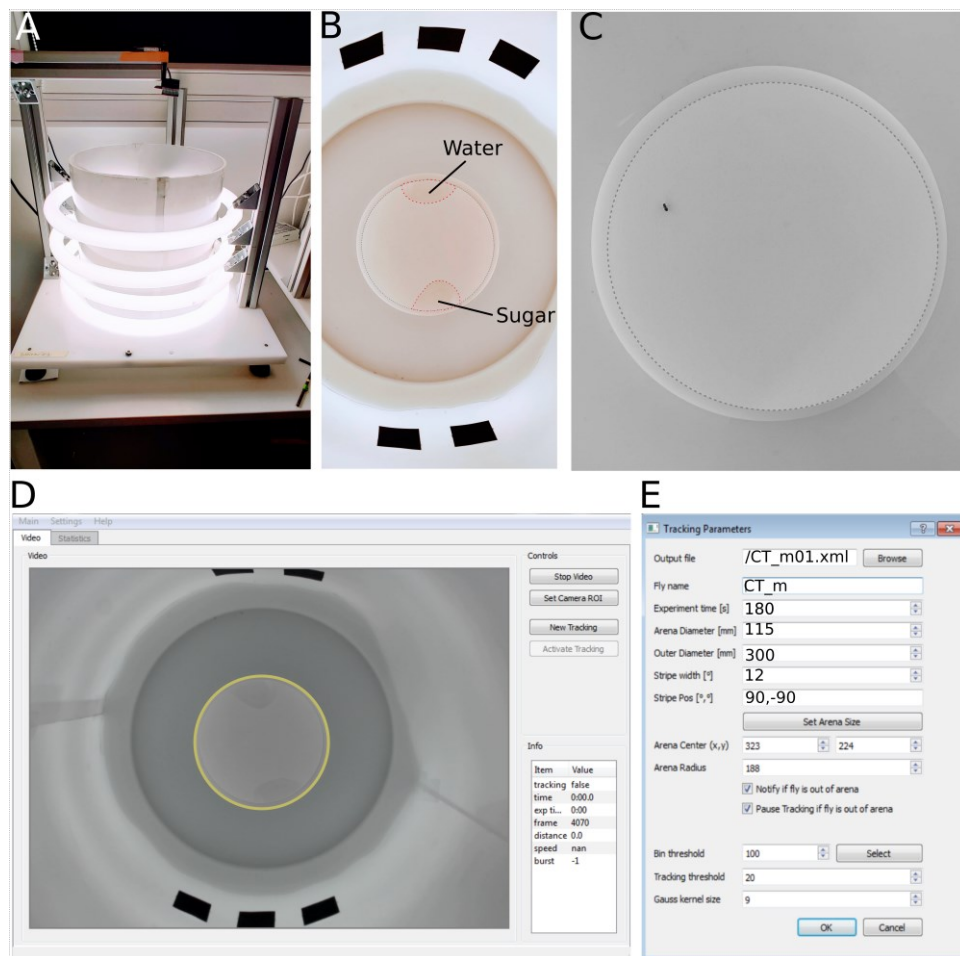 A
B
Water
Sugar
C
D
Main Settings Help
Video Statistics
Video
Controls
Stop Video
Set Camera ROI
New Tracking
Activate Tracking
Info
Item Value
tracking false
time 0:00.0
exp ti... 0:00
frame 4070
distance 0.0
speed nan
burst -1
E
Tracking Parameters
Output file /CT_m01.xml Browse
Fly name CT_m
Experiment time [s] 180
Arena Diameter [mm] 115
Outer Diameter [mm] 300
Stripe width [°] 12
Stripe Pos [°,°] 90,-90
Set Arena Size
Arena Center (x,y) 323 224
Arena Radius 188
Notify if fly is out of arena
Pause Tracking if fly is out of arena
Bin threshold 100 Select
Tracking threshold 20
Gauss kernel size 9
OK Cancel